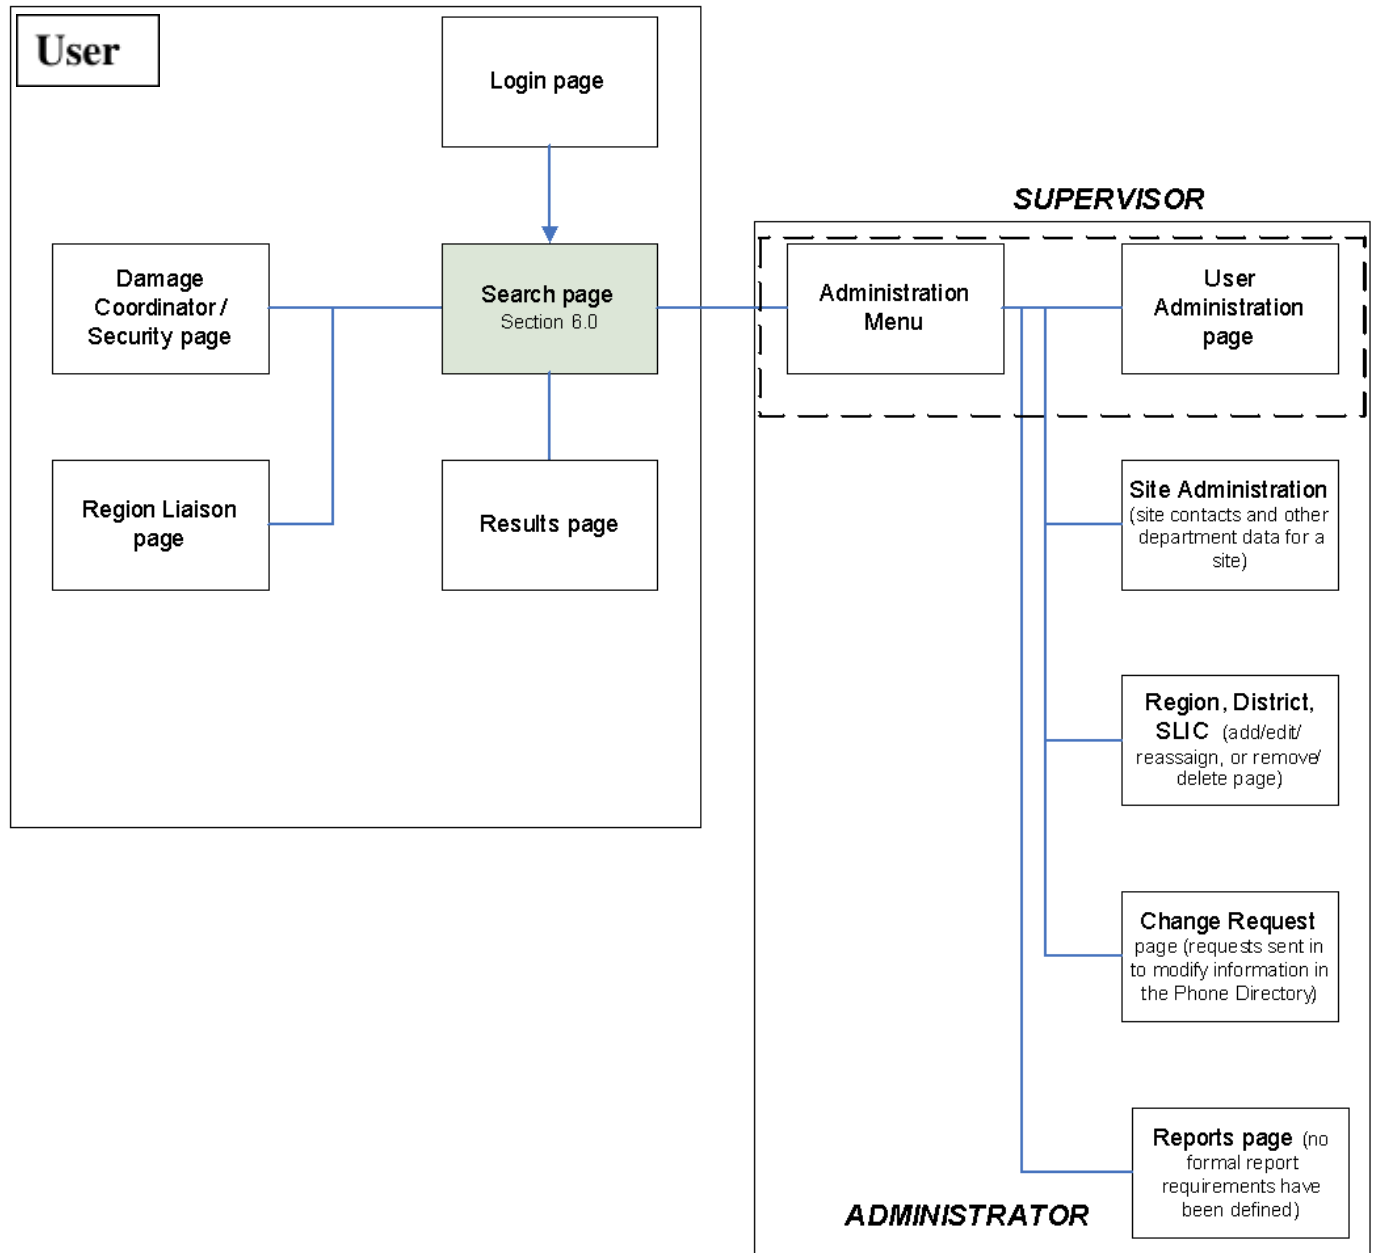 User
Login page
SUPERVISOR
Damage
Coordinator /
Security page
Search page
Section 6.0
Administration
Menu
User
Administration
page
Region Liaison
page
Results page
Site Administration
(site contacts and other
department data for a
site)
Region, District,
SLIC (add/edit/
reassaign, or remove/
delete page)
Change Request
page (requests sent in
to modify information in
the Phone Directory)
Reports page (no
formal report
requirements have
been defined)
ADMINISTRATOR